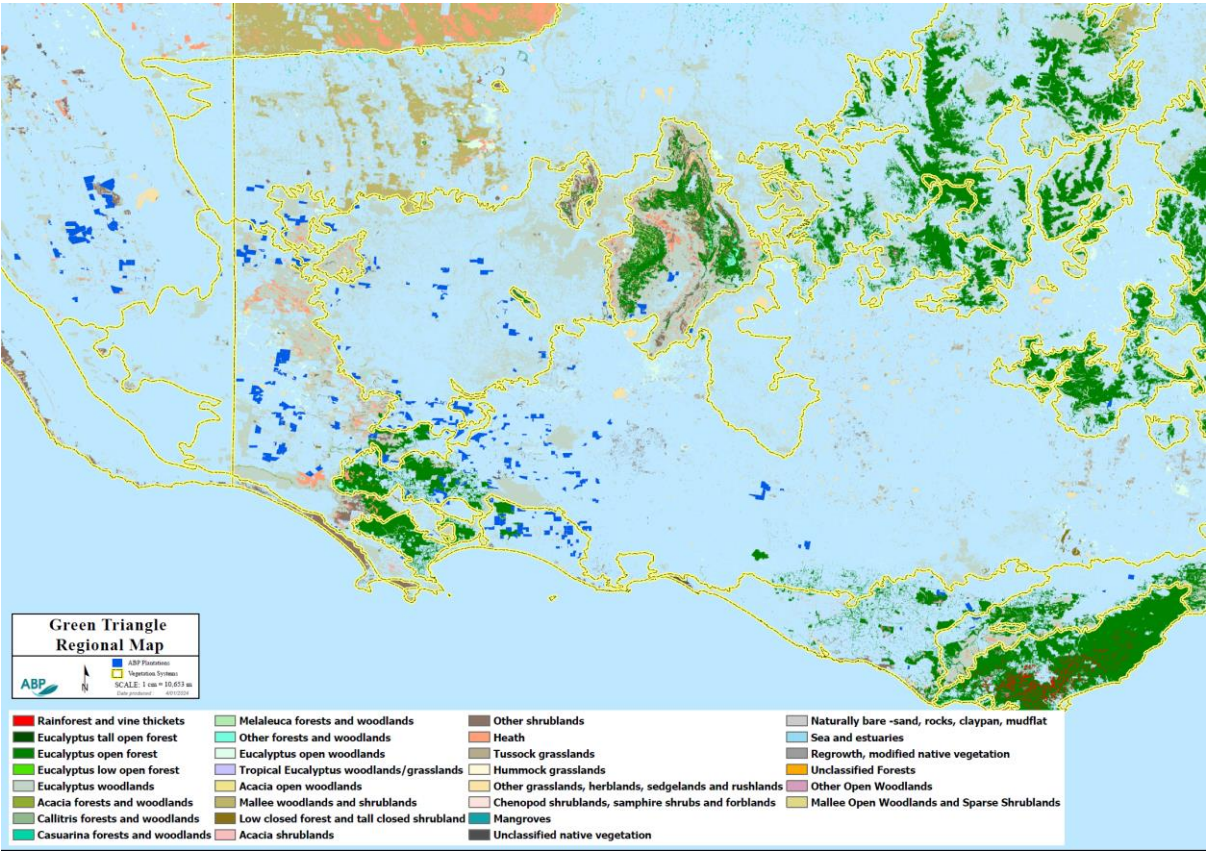 Green Triangle
Regional Map
ABP Plantations
Vegetation Systems
ABP
N
SCALE: 1 cm = 10,653 m
Date produced : 4/01/2024
Rainforest and vine thickets
Eucalyptus tall open forest
Eucalyptus open forest
Eucalyptus low open forest
Eucalyptus woodlands
Acacia forests and woodlands
Callitris forests and woodlands
Casuarina forests and woodlands
Melaleuca forests and woodlands
Other forests and woodlands
Eucalyptus open woodlands
Tropical Eucalyptus woodlands/grasslands
Acacia open woodlands
Mallee woodlands and shrublands
Low closed forest and tall closed shrubland
Acacia shrublands
Other shrublands
Heath
Tussock grasslands
Hummock grasslands
Other grasslands, herblands, sedgelands and rushlands
Chenopod shrublands, samphire shrubs and forblands
Mangroves
Unclassified native vegetation
Naturally bare -sand, rocks, claypan, mudflat
Sea and estuaries
Regrowth, modified native vegetation
Unclassified Forests
Other Open Woodlands
Mallee Open Woodlands and Sparse Shrublands